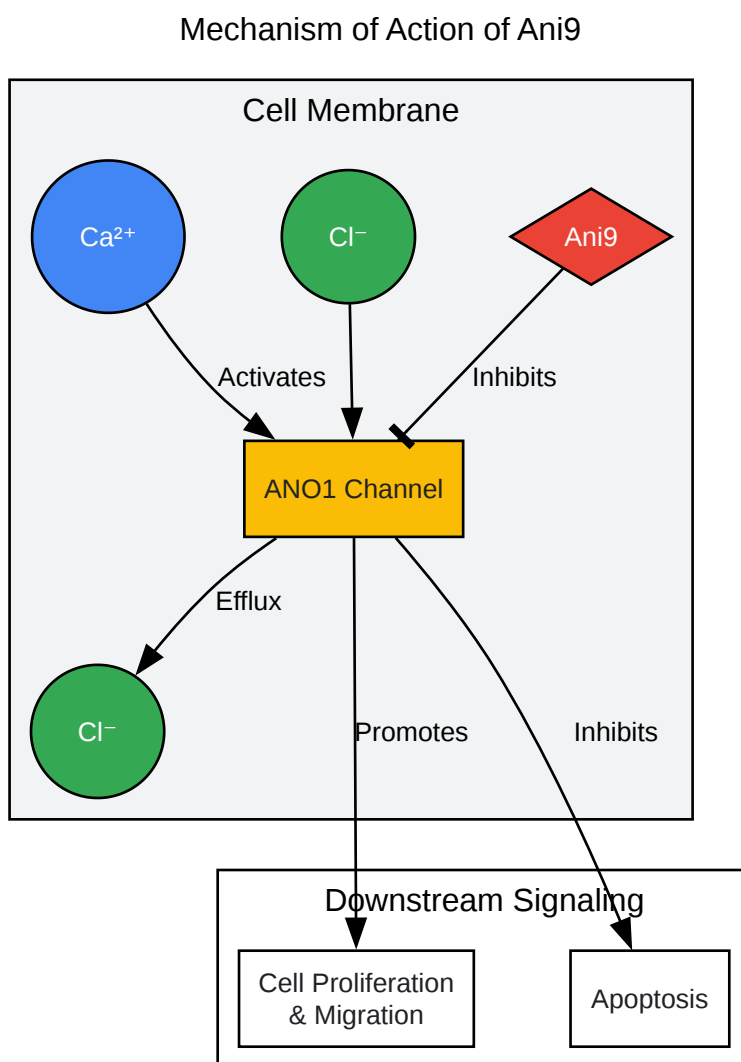 Mechanism of Action of Ani9
Cell Membrane
Ca²⁺
Cl⁻
Ani9
Activates
Inhibits
ANO1 Channel
Efflux
Cl⁻
Promotes
Inhibits
Downstream Signaling
Cell Proliferation
& Migration
Apoptosis